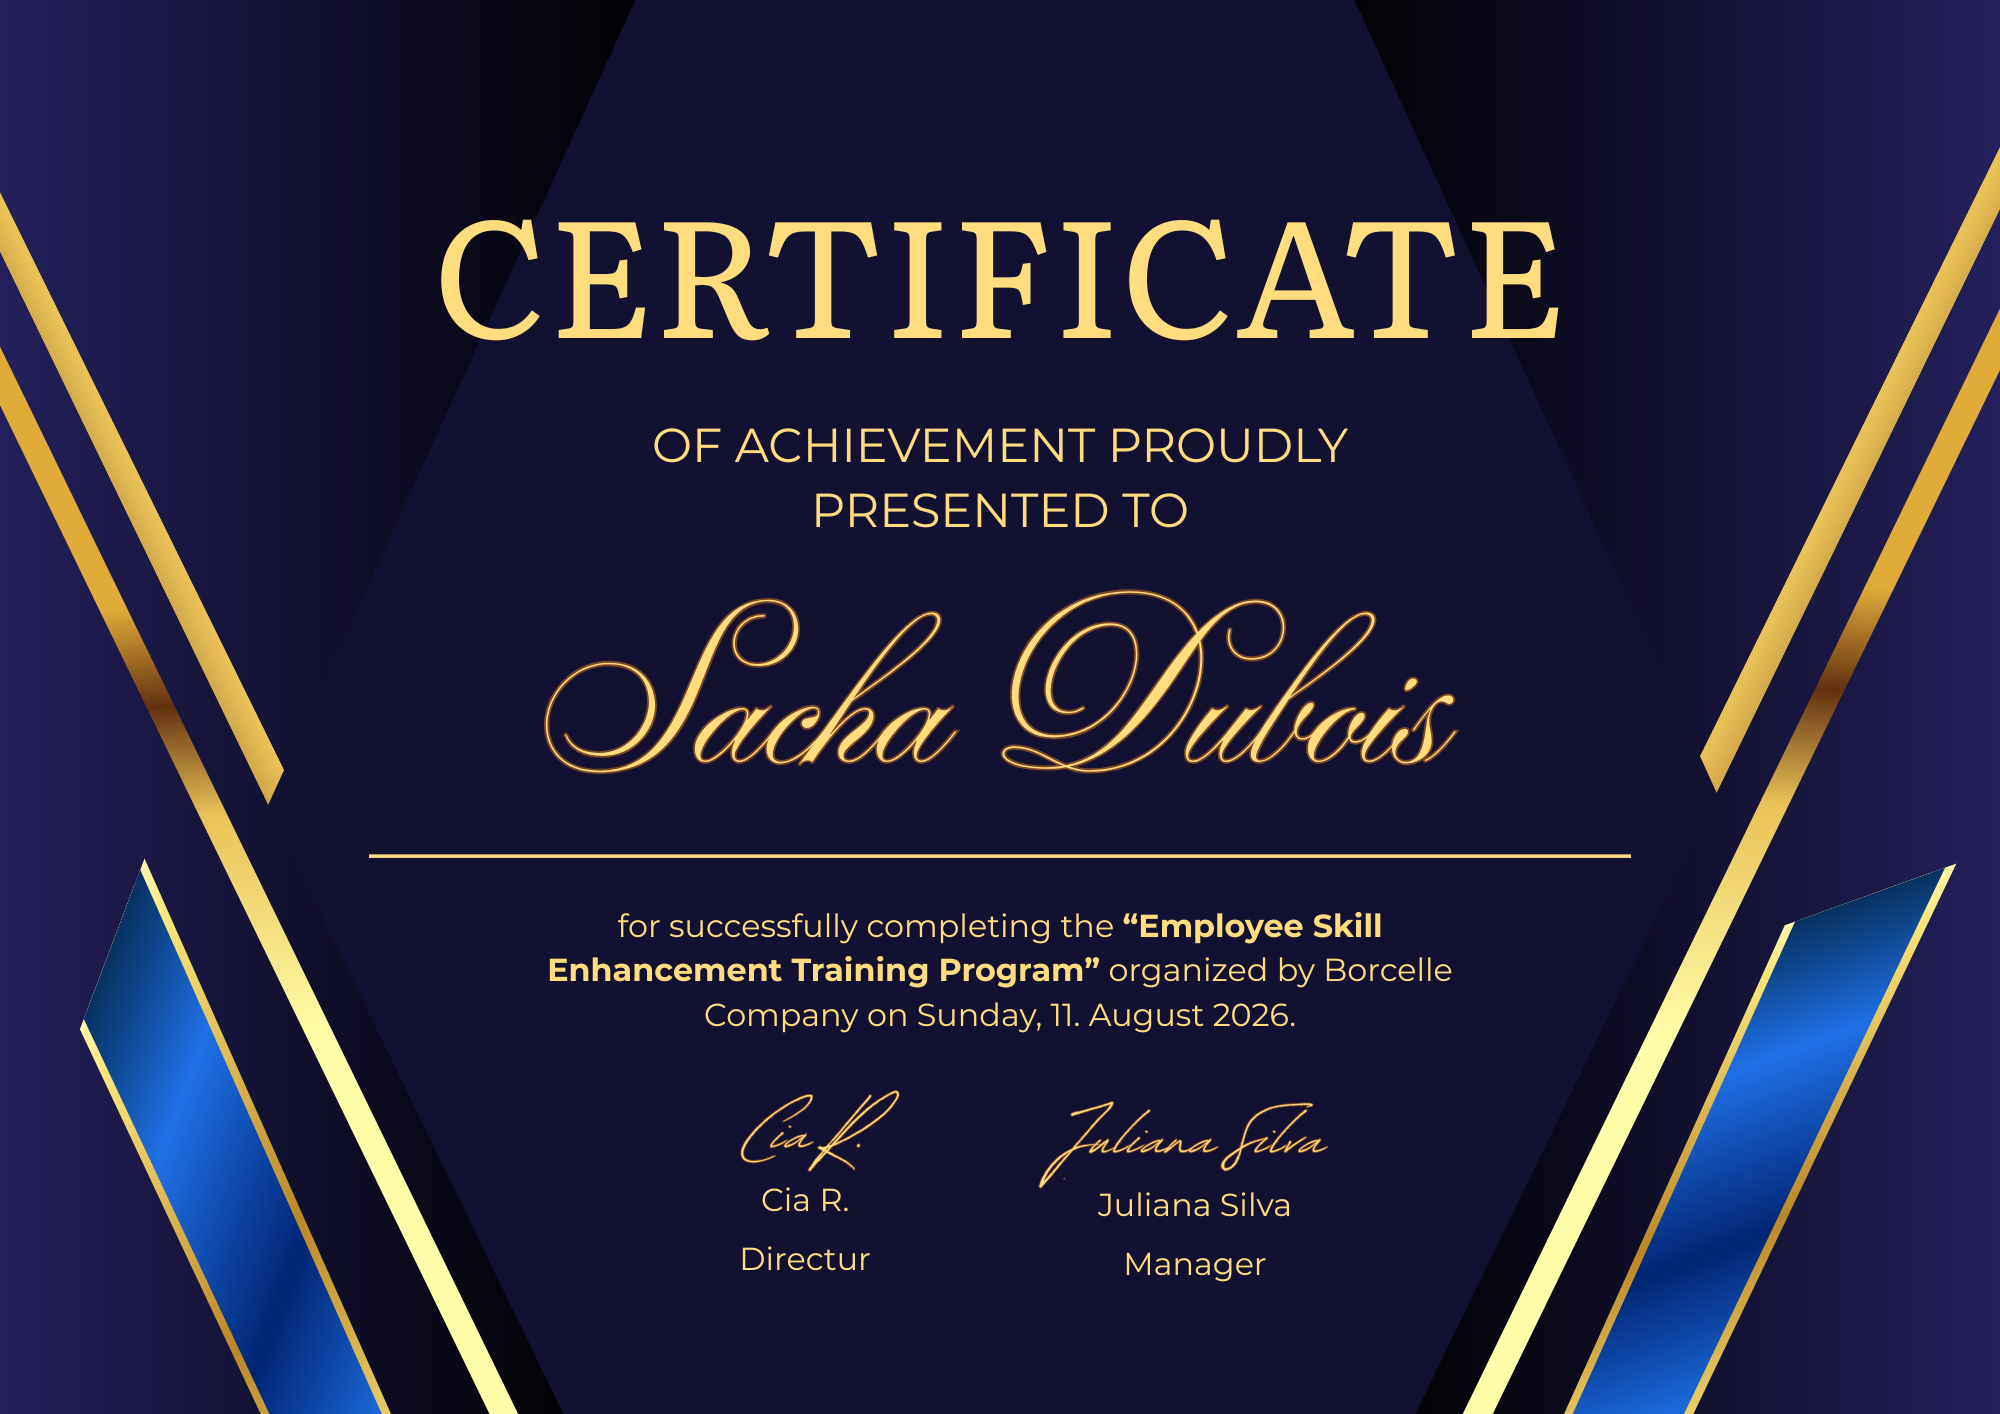 CERTIFICATE
OF ACHIEVEMENT PROUDLY
PRESENTED TO
Sacha Dubois
for successfully completing the “Employee Skill
Enhancement Training Program” organized by Borcelle
Company on Sunday, 11. August 2026.
Cia R.
Juliana Silva
Cia R.
Juliana Silva
Directur
Manager